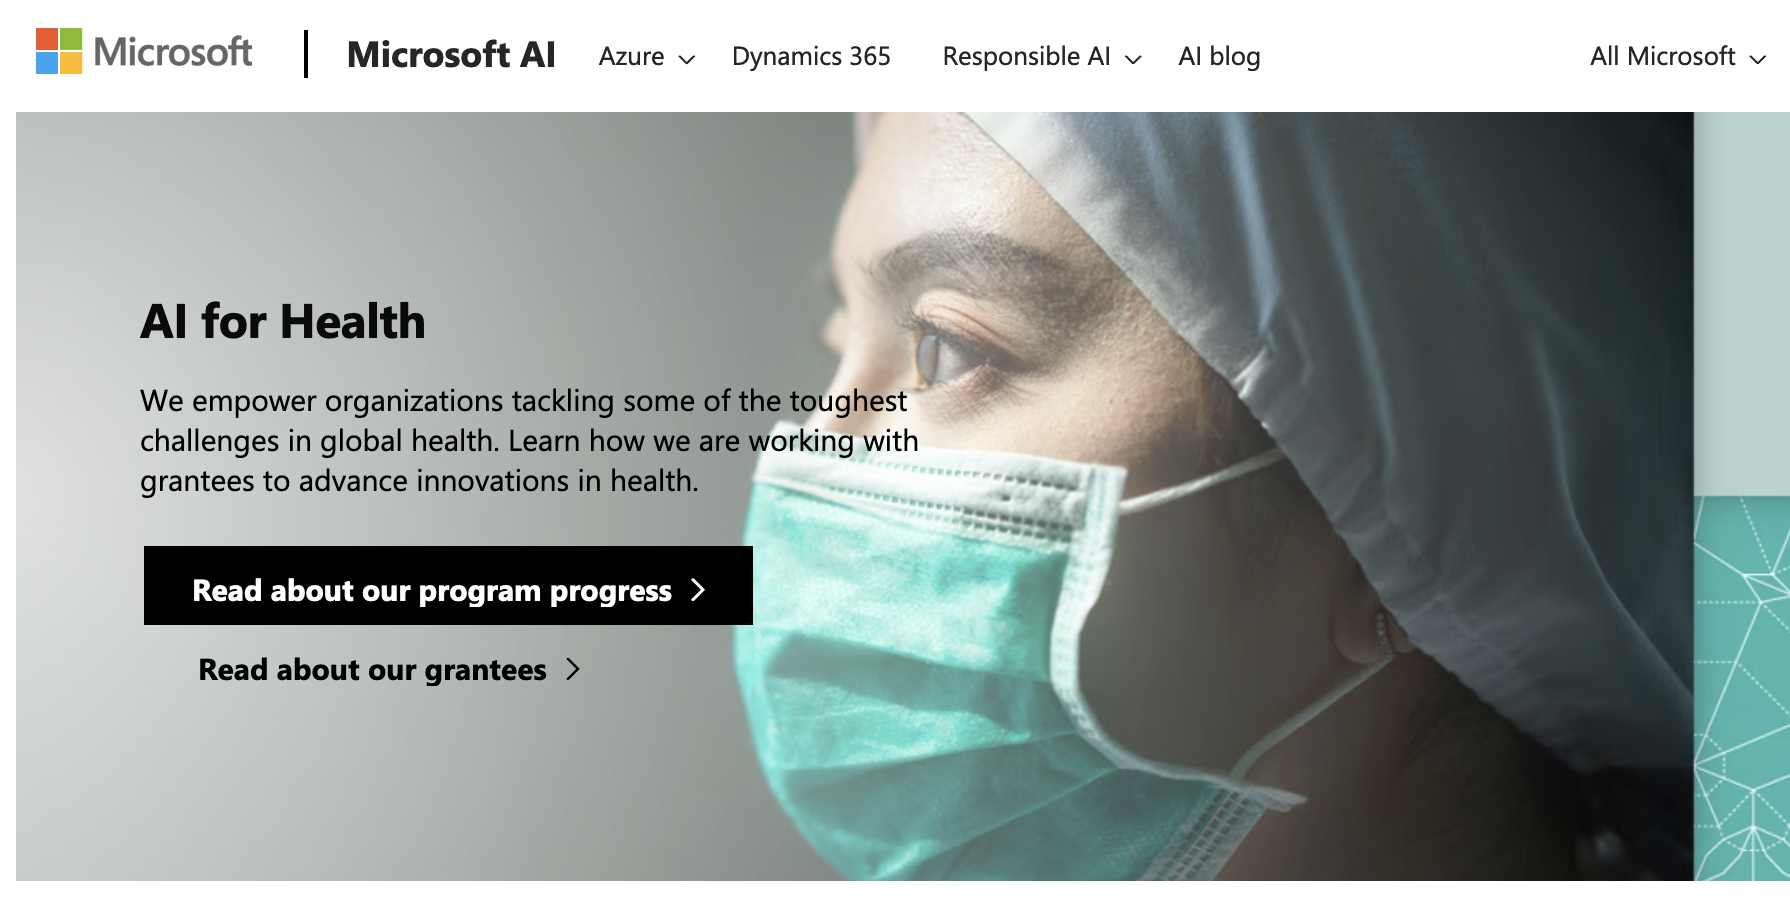 Microsoft
Microsoft AI
Azure
Dynamics 365
Responsible AI
AI blog
All Microsoft
AI for Health
We empower organizations tackling some of the toughest
challenges in global health. Learn how we are working with
grantees to advance innovations in health.
Read about our program progress
Read about our grantees